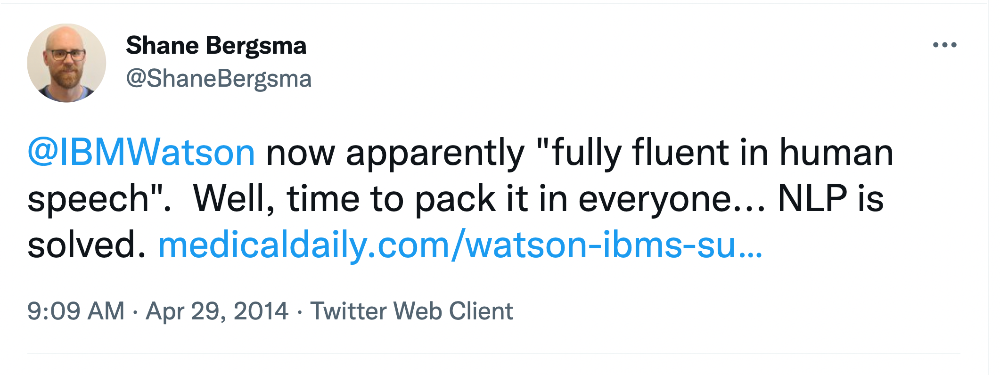 Shane Bergsma
@ShaneBergsma
@IBMWatson now apparently "fully fluent in human
speech".  Well, time to pack it in everyone... NLP is
solved. medicaldaily.com/watson-ibms-su...
9:09 AM · Apr 29, 2014 · Twitter Web Client